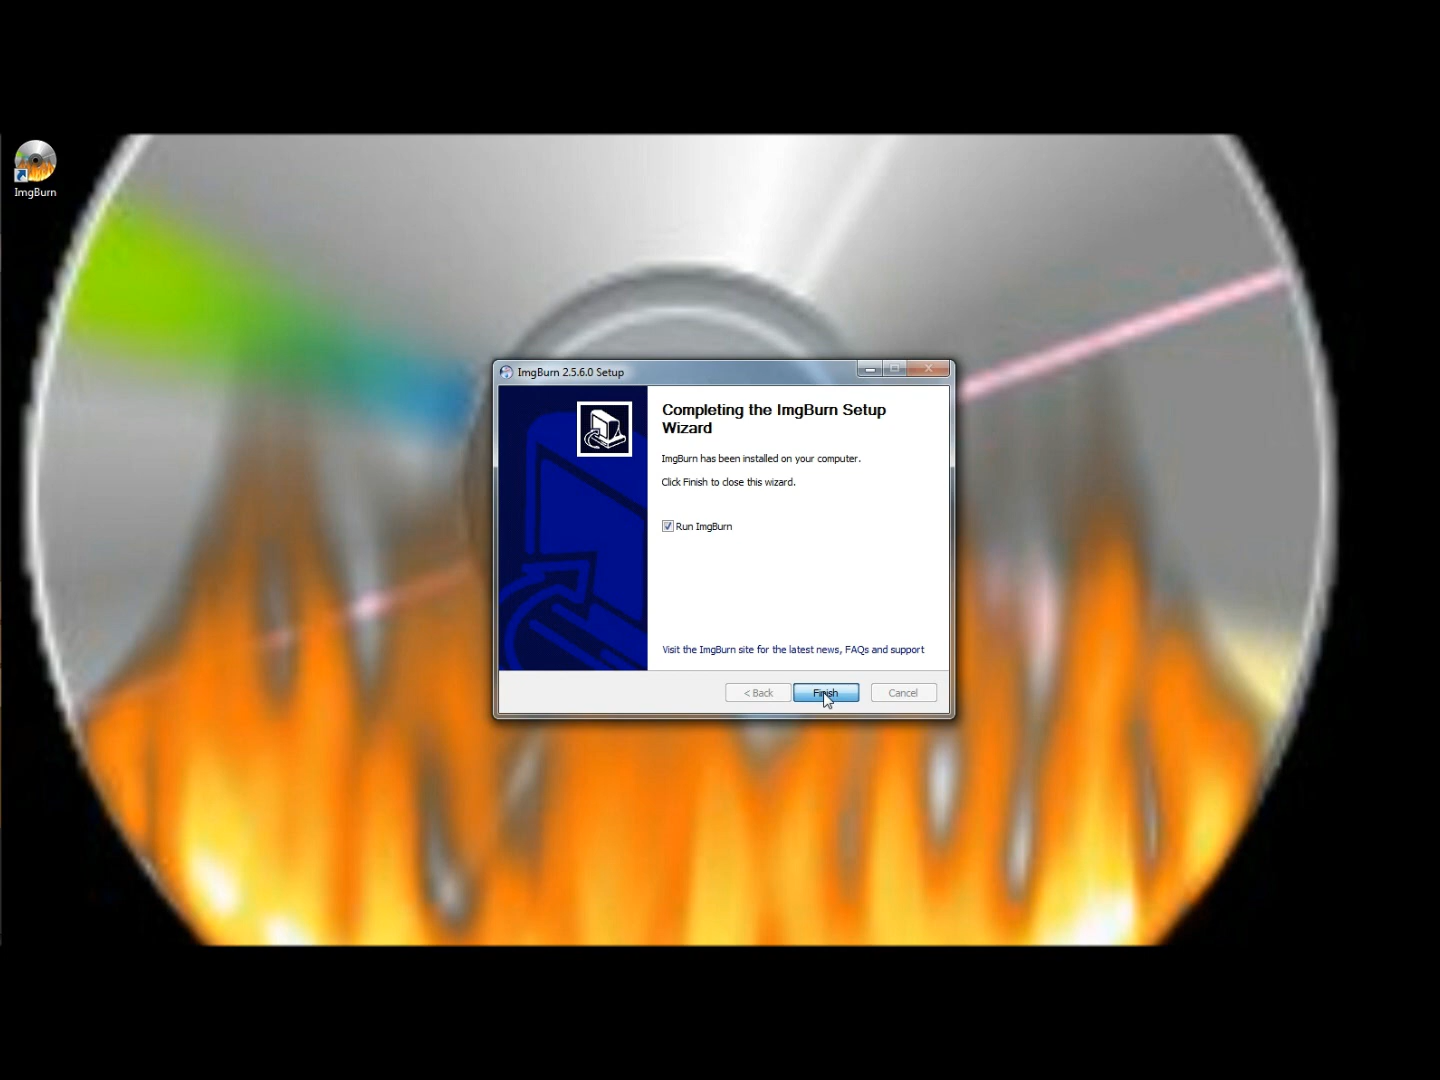 ImgBurn
ImgBurn 2.5.6.0 Setup
Completing the ImgBurn Setup
Wizard
ImgBurn has been installed on your computer.
Click Finish to close this wizard.
Run ImgBurn
Visit the ImgBurn site for the latest news, FAQs and support
< Back
Finish
Cancel